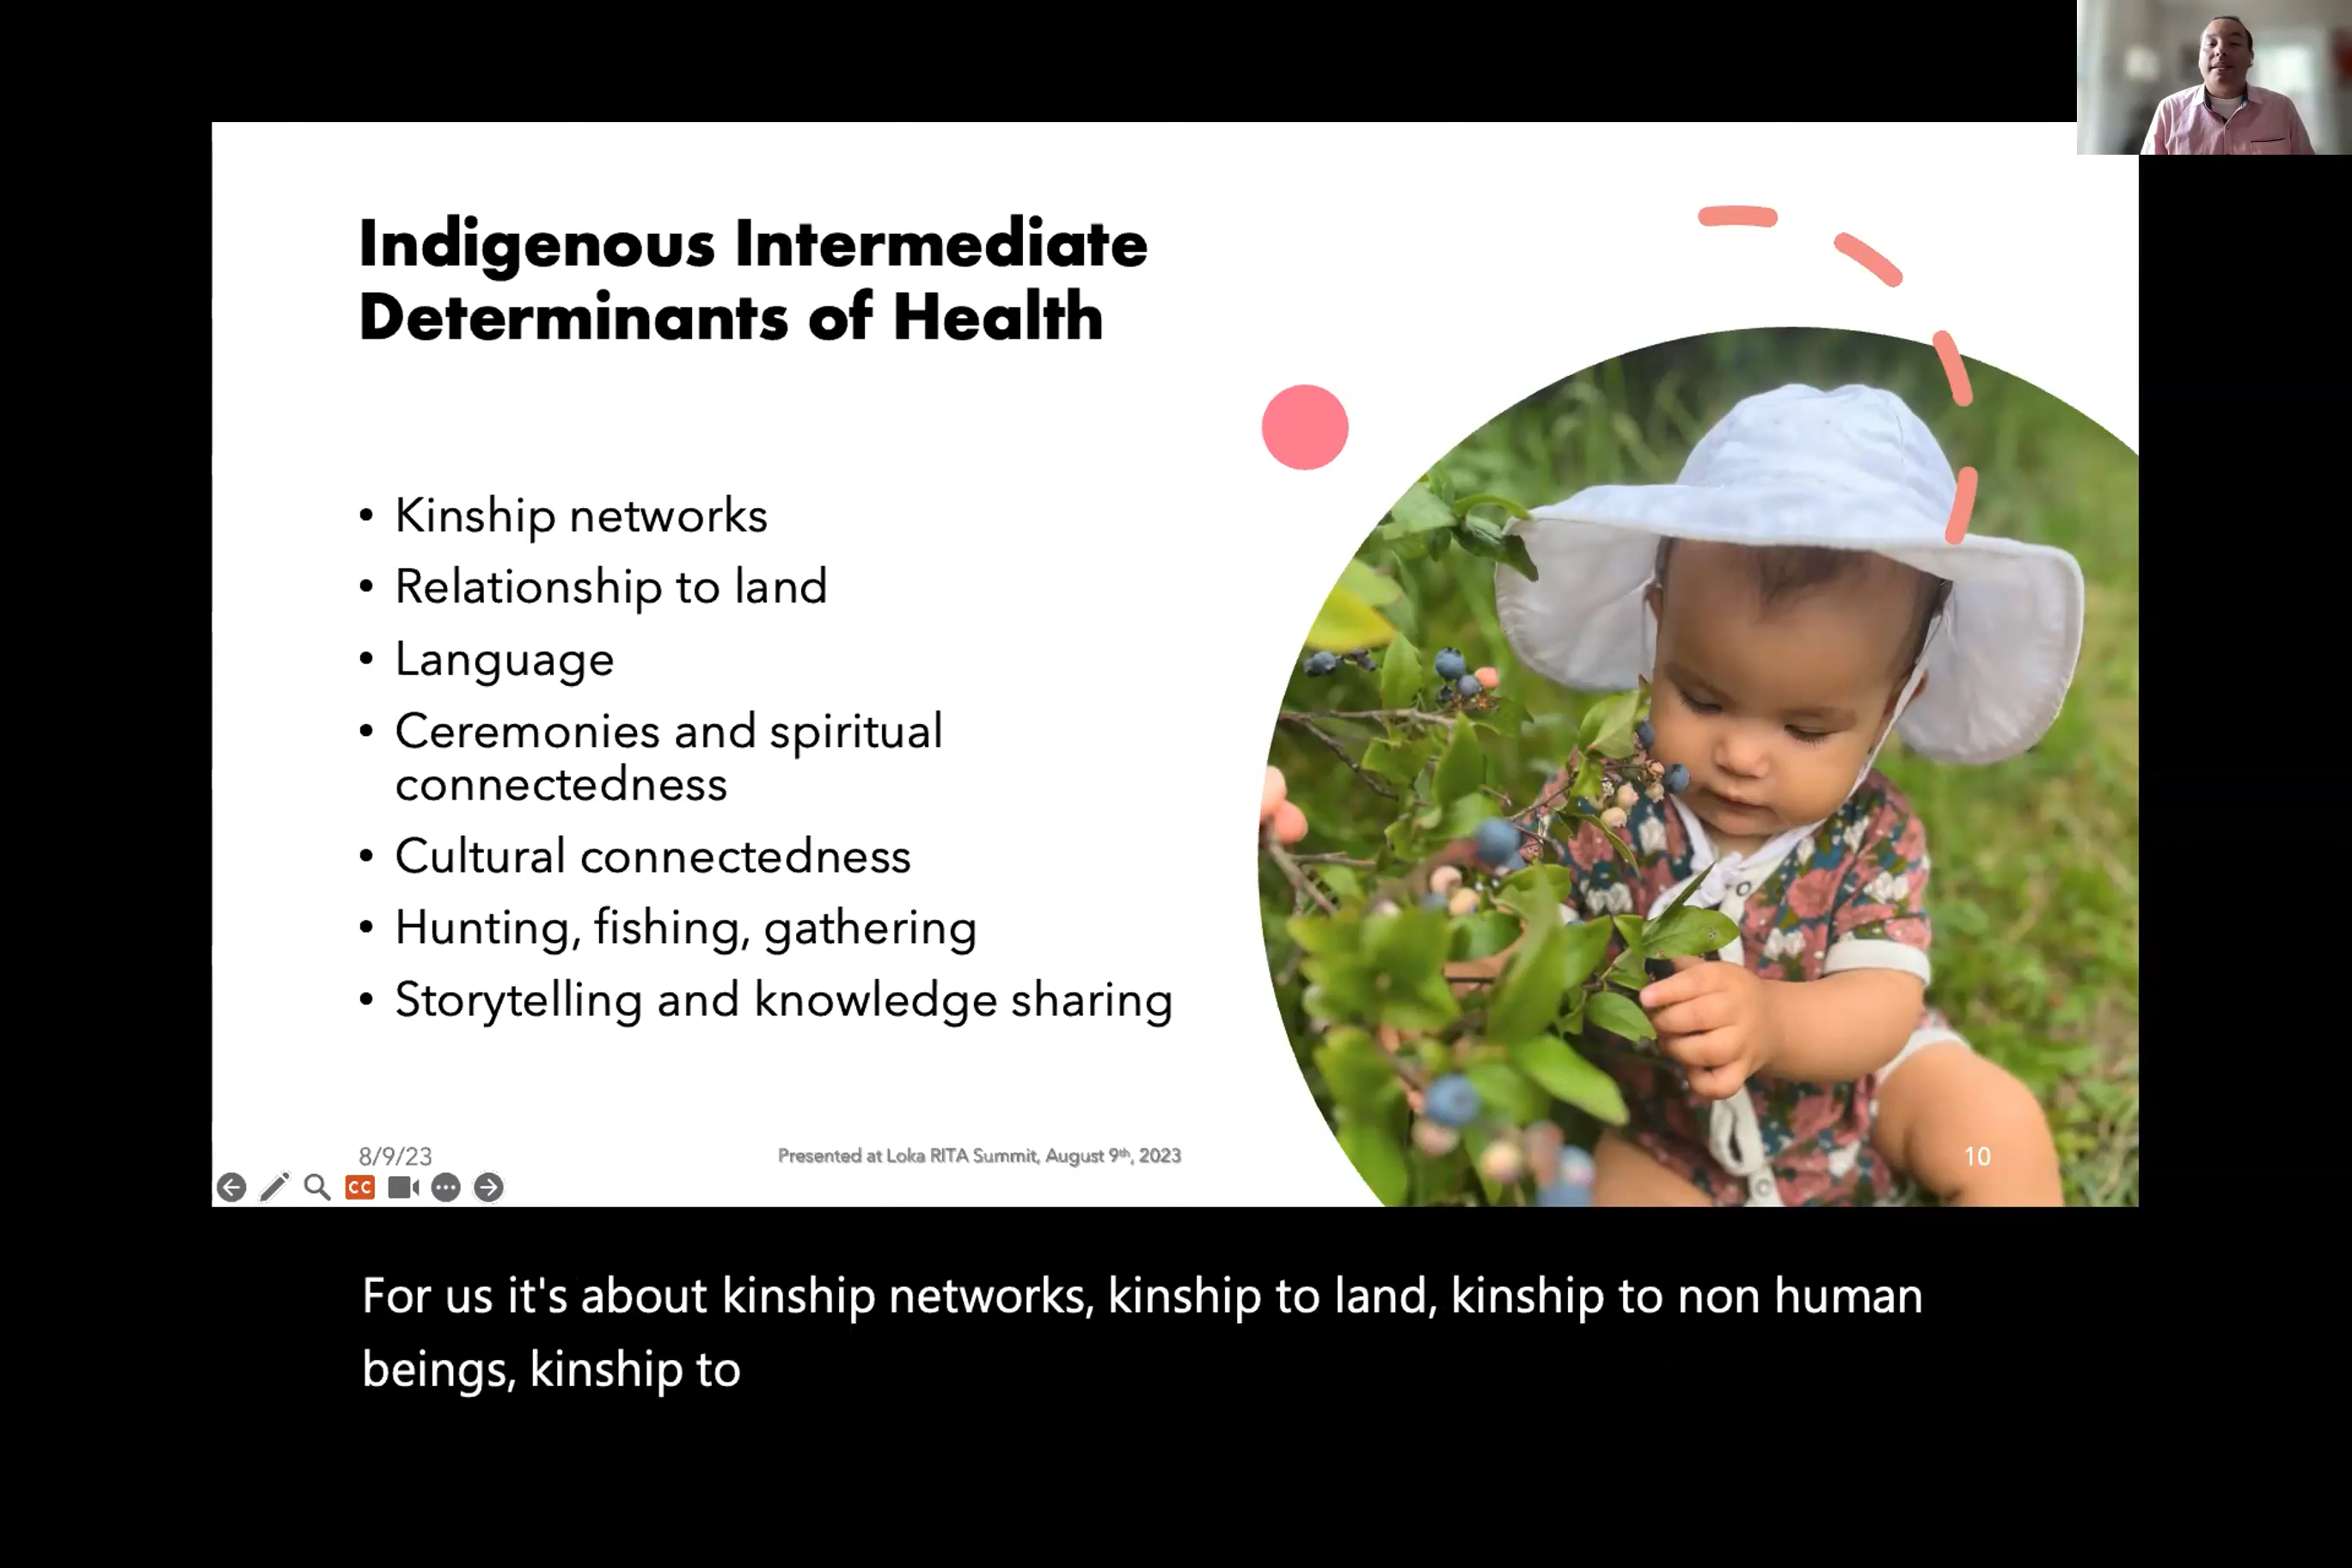 Indigenous Intermediate
Determinants of Health
• Kinship networks
• Relationship to land
• Language
• Ceremonies and spiritual
connectedness
• Cultural connectedness
• Hunting, fishing, gathering
• Storytelling and knowledge sharing
8/9/23
Presented at Loka RITA Summit, August 9th, 2023
10
CC
For us it's about kinship networks, kinship to land, kinship to non human
beings, kinship to